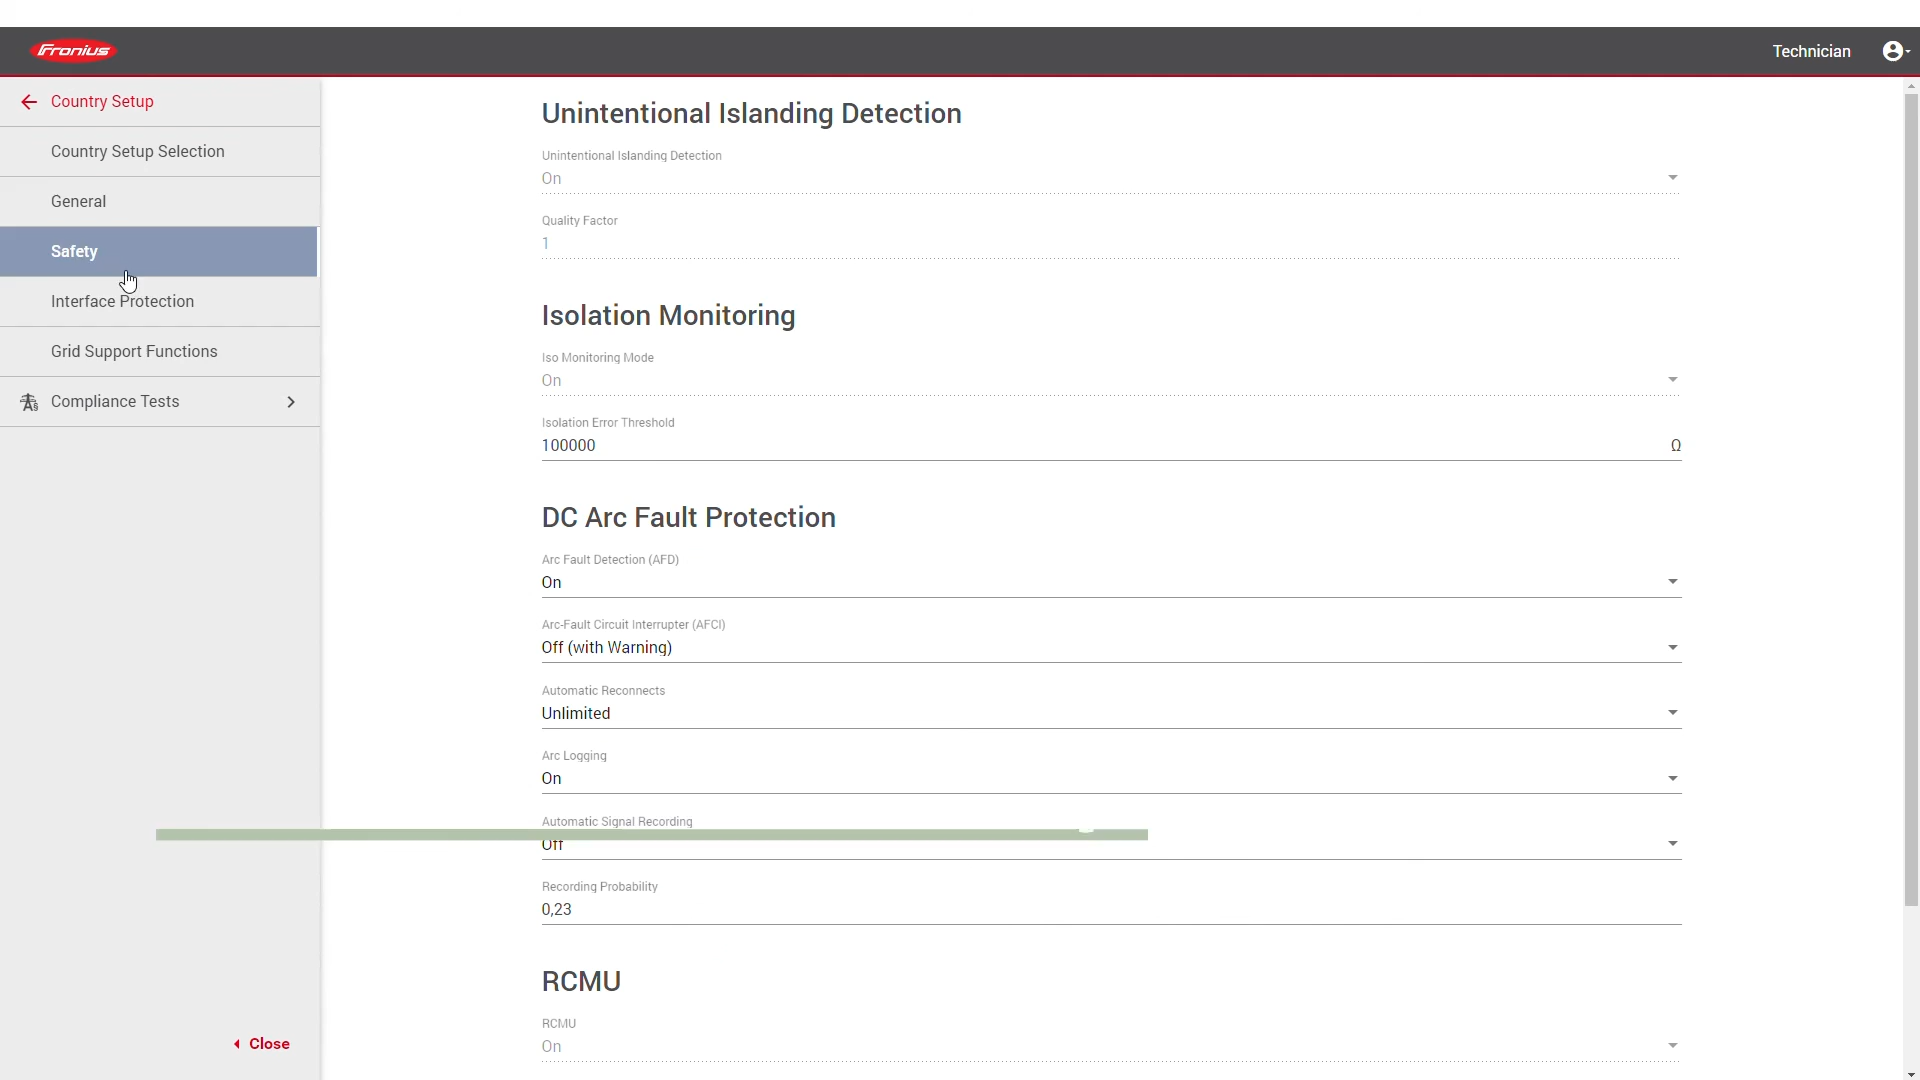 Fronius
Technician
Country Setup
Country Setup Selection
General
Safety
Interface Protection
Grid Support Functions
Compliance Tests
Close
Unintentional Islanding Detection
Unintentional Islanding Detection
On
Quality Factor
1
Isolation Monitoring
Iso Monitoring Mode
On
Isolation Error Threshold
100000 Ω
DC Arc Fault Protection
Arc Fault Detection (AFD)
On
Arc-Fault Circuit Interrupter (AFCI)
Off (with Warning)
Automatic Reconnects
Unlimited
Arc Logging
On
Automatic Signal Recording
Off
Recording Probability
0,23
RCMU
RCMU
On